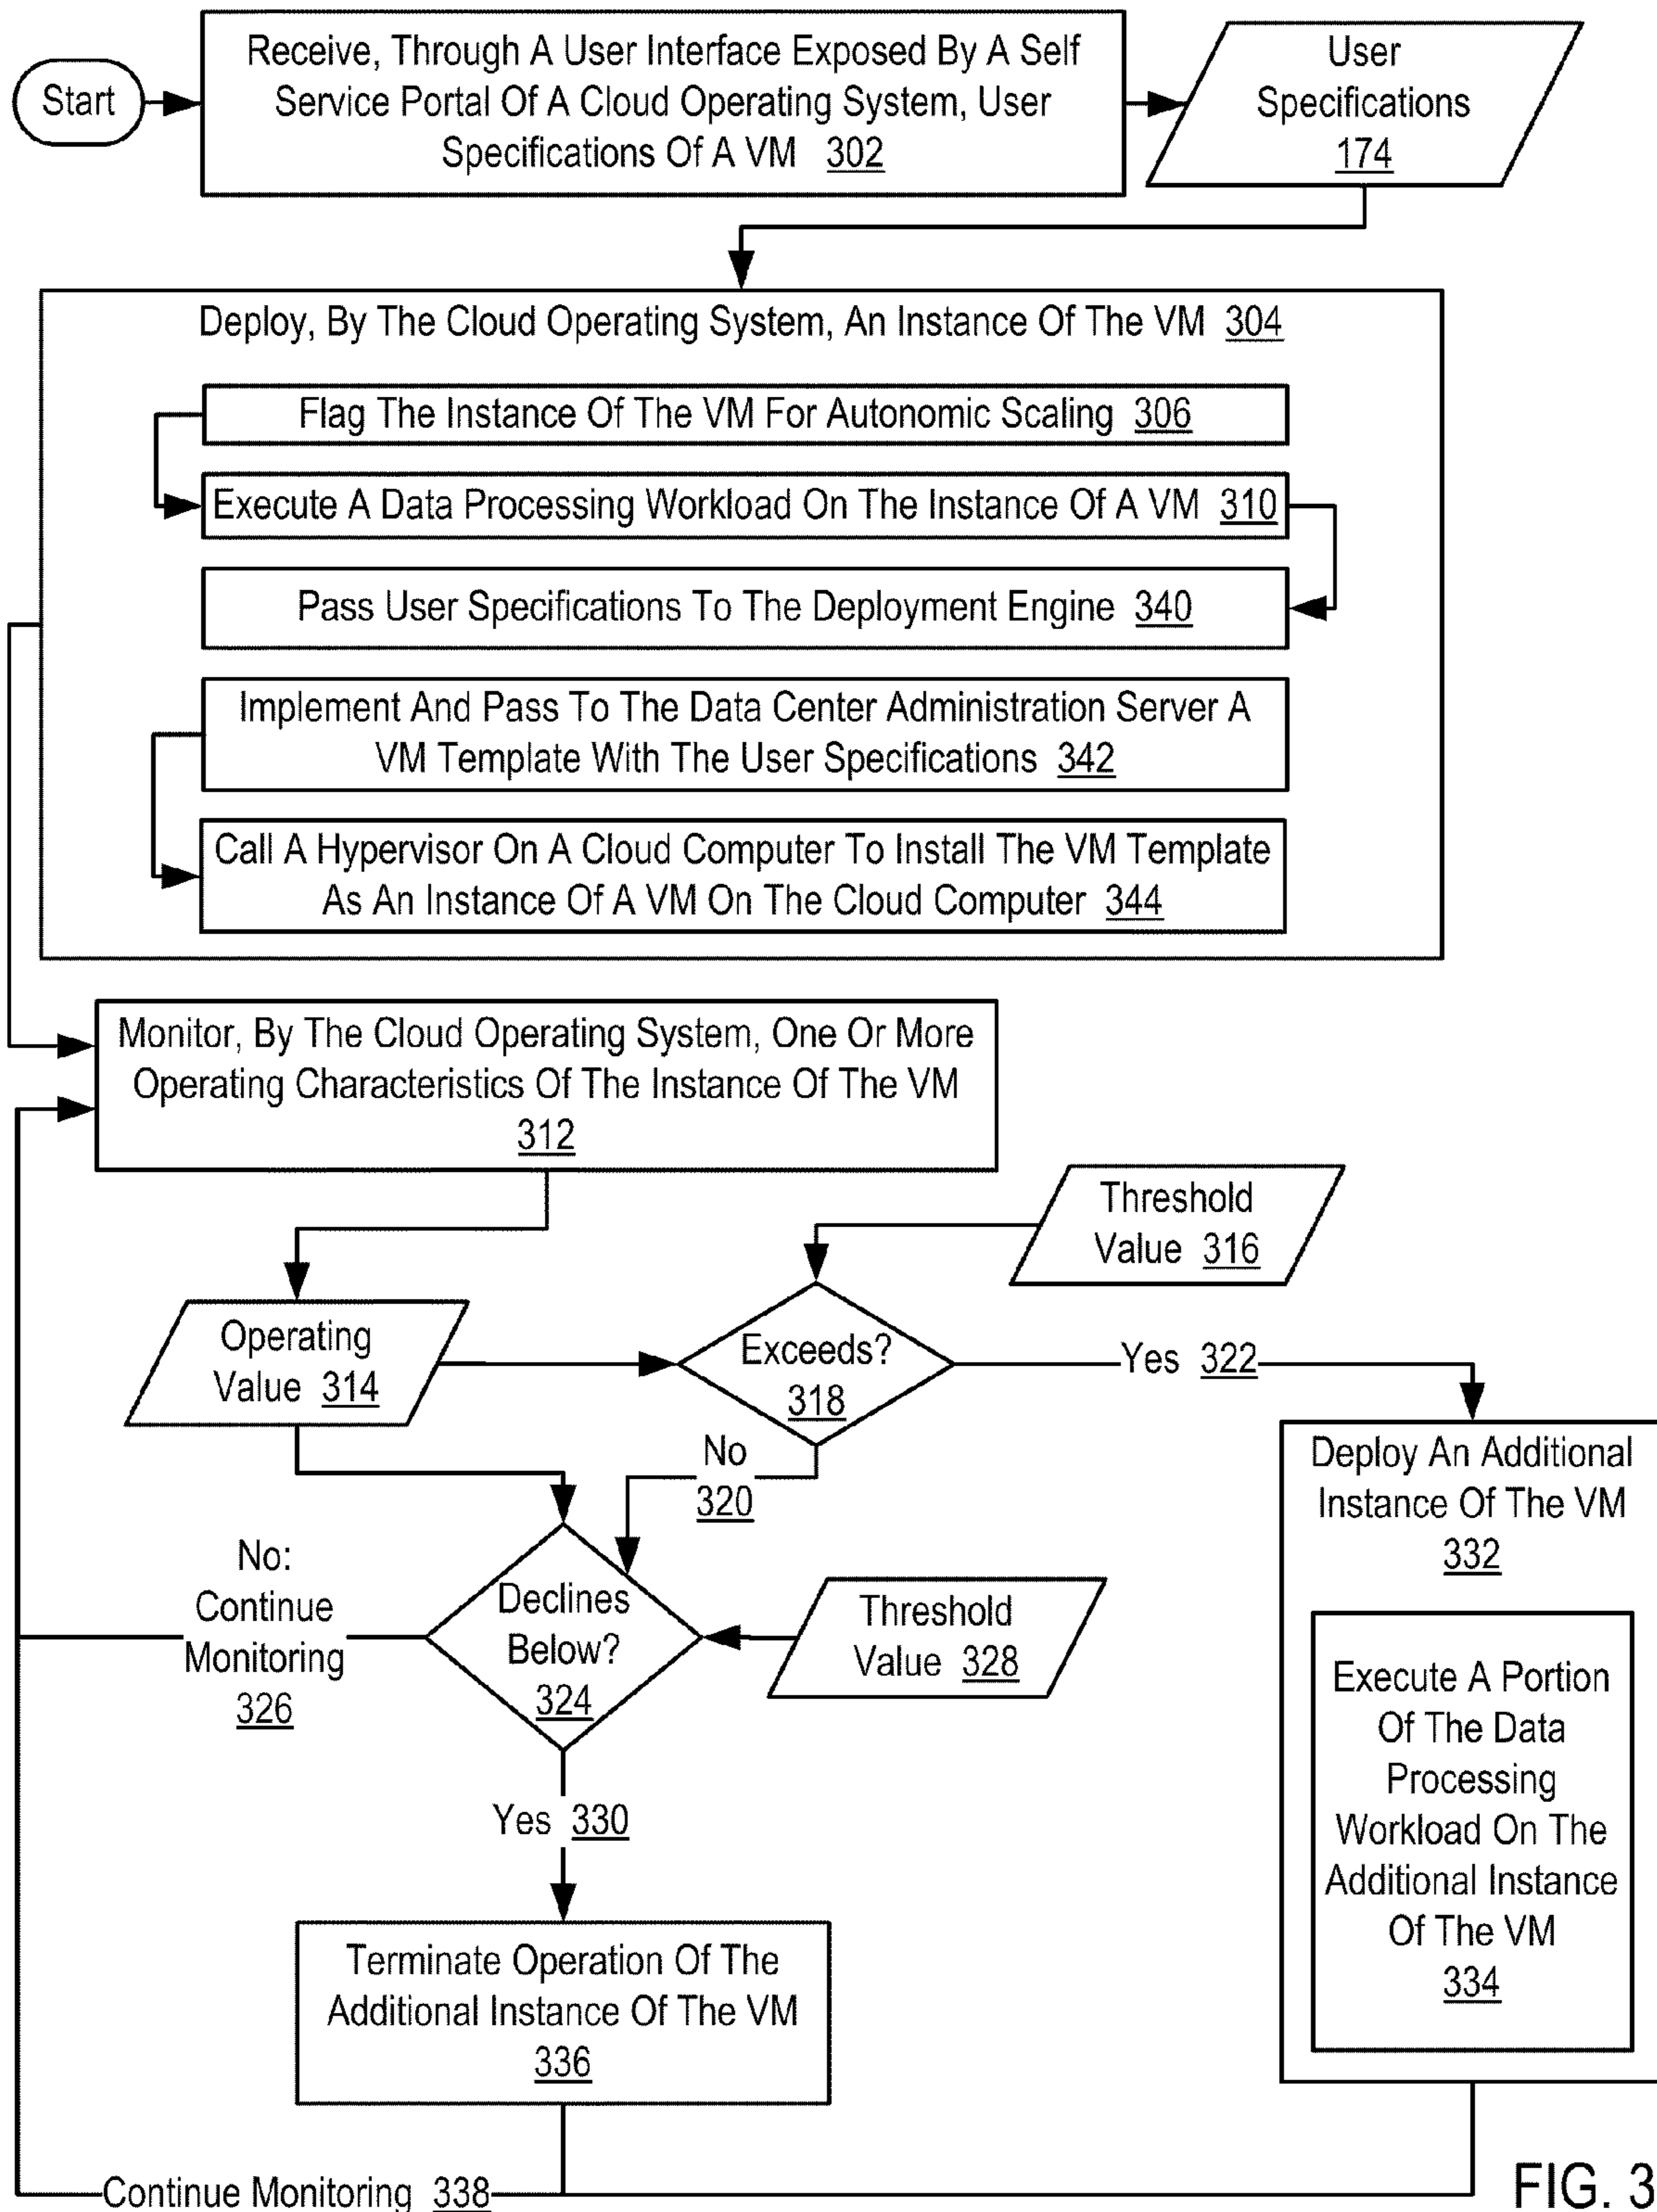 Start
Receive, Through A User Interface Exposed By A Self
Service Portal Of A Cloud Operating System, User
Specifications Of A VM 302
User
Specifications
174
Deploy, By The Cloud Operating System, An Instance Of The VM 304
Flag The Instance Of The VM For Autonomic Scaling 306
Execute A Data Processing Workload On The Instance Of A VM 310
Pass User Specifications To The Deployment Engine 340
Implement And Pass To The Data Center Administration Server A
VM Template With The User Specifications 342
Call A Hypervisor On A Cloud Computer To Install The VM Template
As An Instance Of A VM On The Cloud Computer 344
Monitor, By The Cloud Operating System, One Or More
Operating Characteristics Of The Instance Of The VM
312
Threshold
Value 316
Operating
Value 314
Exceeds?
318
Yes 322
No
320
Deploy An Additional
Instance Of The VM
332
No:
Continue
Monitoring
326
Declines
Below?
324
Threshold
Value 328
Execute A Portion
Of The Data
Processing
Workload On The
Additional Instance
Of The VM
334
Yes 330
Terminate Operation Of The
Additional Instance Of The VM
336
Continue Monitoring 338
FIG. 3